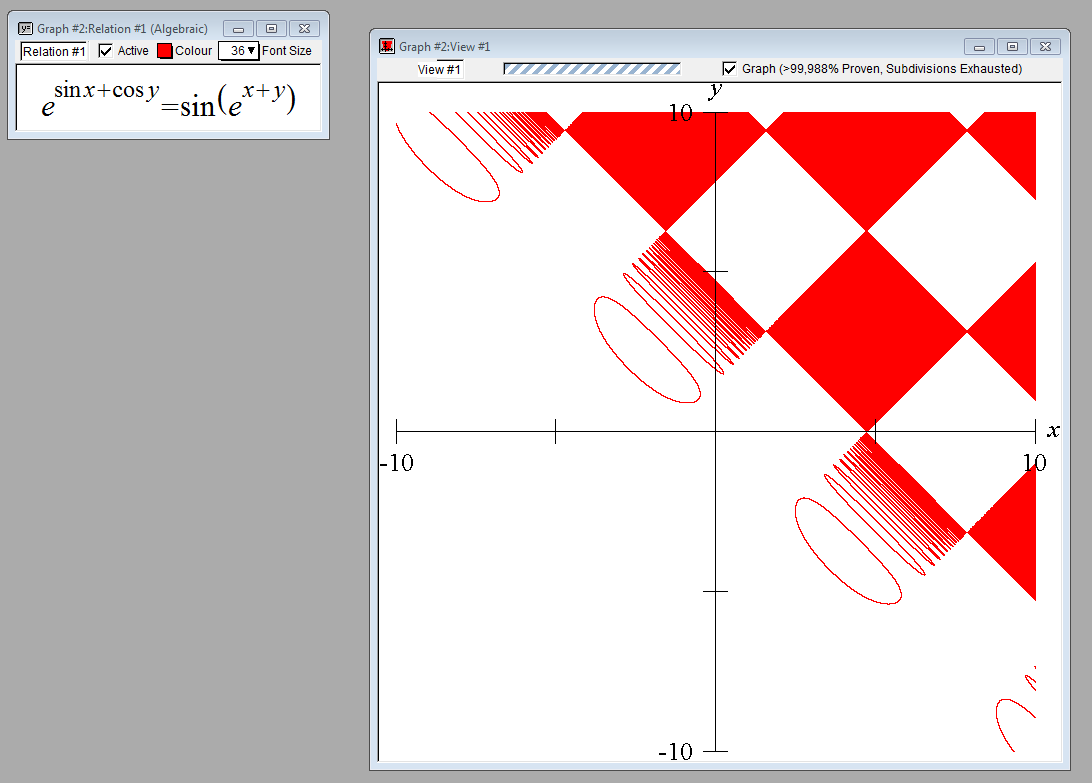 Graph #2:Relation #1 (Algebraic)
Relation #1 Active Colour 36 Font Size
e^{sin x+cos y}=sin(e^{x+y})
Graph #2:View #1
View #1 Graph (>99,988% Proven, Subdivisions Exhausted)
y
10
x
-10
10
-10